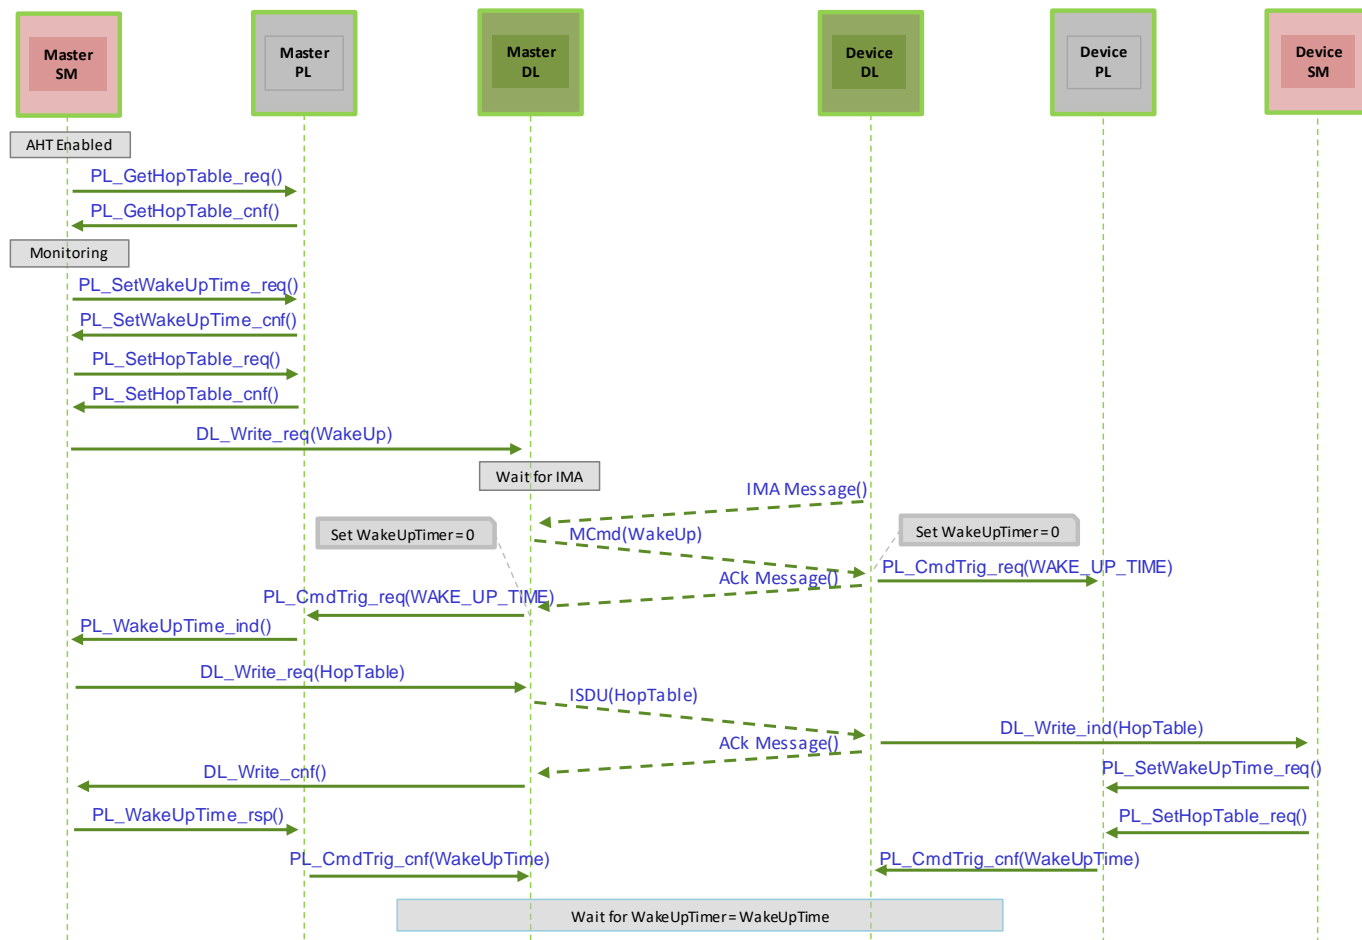 Master
SM
Master
PL
Master
DL
Device
DL
Device
PL
Device
SM
AHT Enabled
PL_GetHopTable_req()
PL_GetHopTable_cnf()
Monitoring
PL_SetWakeUpTime_req()
PL_SetWakeUpTime_cnf()
PL_SetHopTable_req()
PL_SetHopTable_cnf()
DL_Write_req(WakeUp)
Wait for IMA
IMA Message()
Set WakeUpTimer = 0
MCmd(WakeUp)
Set WakeUpTimer = 0
PL_CmdTrig_req(WAKE_UP_TIME)
ACk Message()
PL_CmdTrig_req(WAKE_UP_TIME)
PL_WakeUpTime_ind()
DL_Write_req(HopTable)
ISDU(HopTable)
DL_Write_ind(HopTable)
ACk Message()
DL_Write_cnf()
PL_SetWakeUpTime_req()
PL_WakeUpTime_rsp()
PL_SetHopTable_req()
PL_CmdTrig_cnf(WakeUpTime)
PL_CmdTrig_cnf(WakeUpTime)
Wait for WakeUpTimer = WakeUpTime